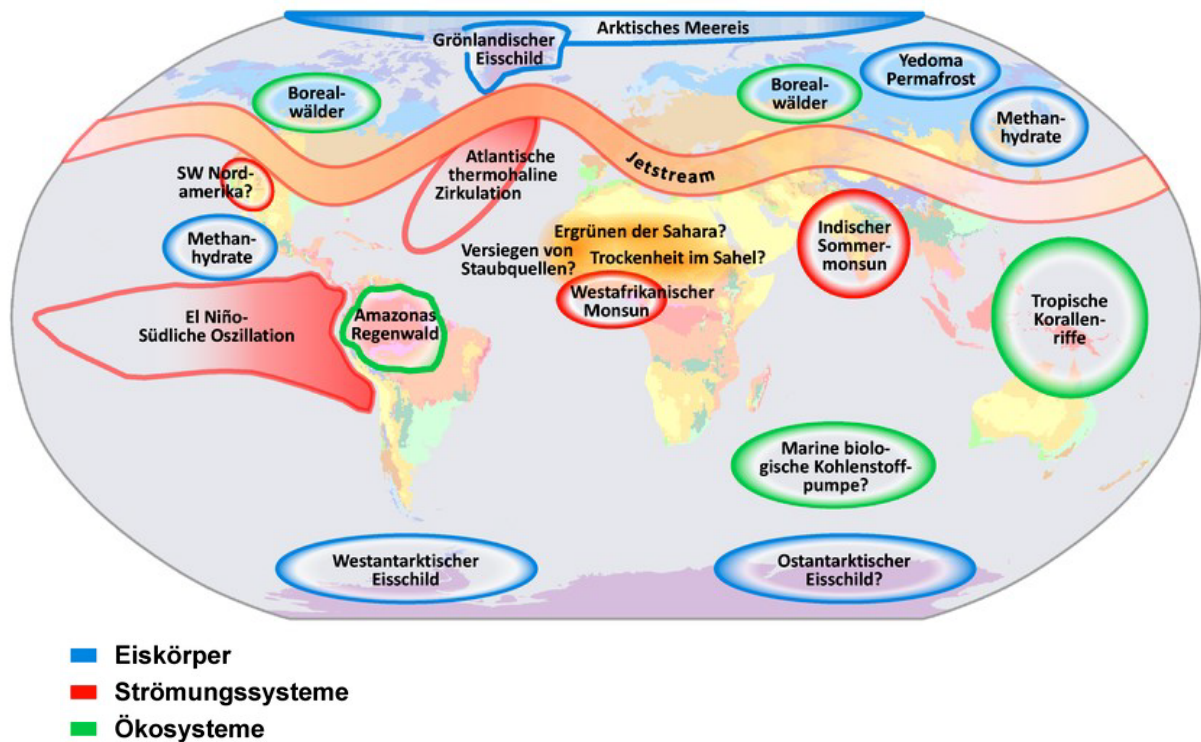 Arktisches Meereis
Grönlandischer
Eisschild
Yedoma
Permafrost
Boreal-
wälder
Boreal-
wälder
Methan-
hydrate
Jetstream
Atlantische
thermohaline
Zirkulation
SW Nord-
amerika?
Methan-
hydrate
Ergrünen der Sahara?
Versiegen von
Staubquellen?
Trockenheit im Sahel?
Indischer
Sommer-
monsun
Westafrikanischer
Monsun
El Niño-
Südliche Oszillation
Amazonas
Regenwald
Tropische
Korallen-
riffe
Marine biolo-
gische Kohlenstoff-
pumpe?
Westantarktischer
Eisschild
Ostantarktischer
Eisschild?
Eiskörper
Strömungssysteme
Ökosysteme